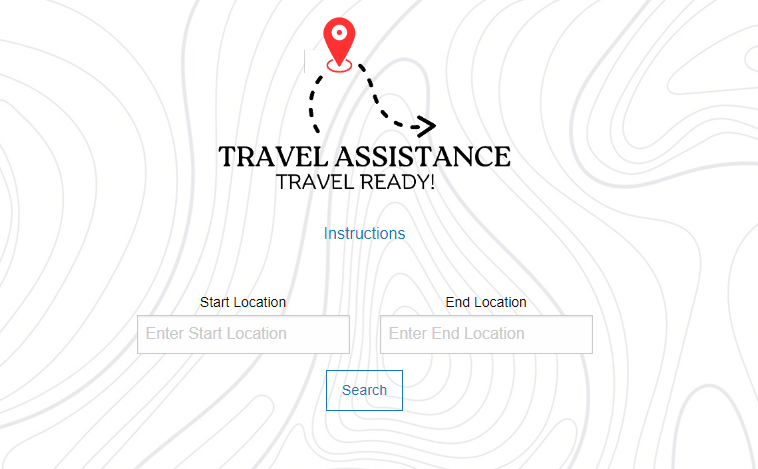 TRAVEL ASSISTANCE
TRAVEL READY!
Instructions
Start Location End Location
Enter Start Location Enter End Location
Search